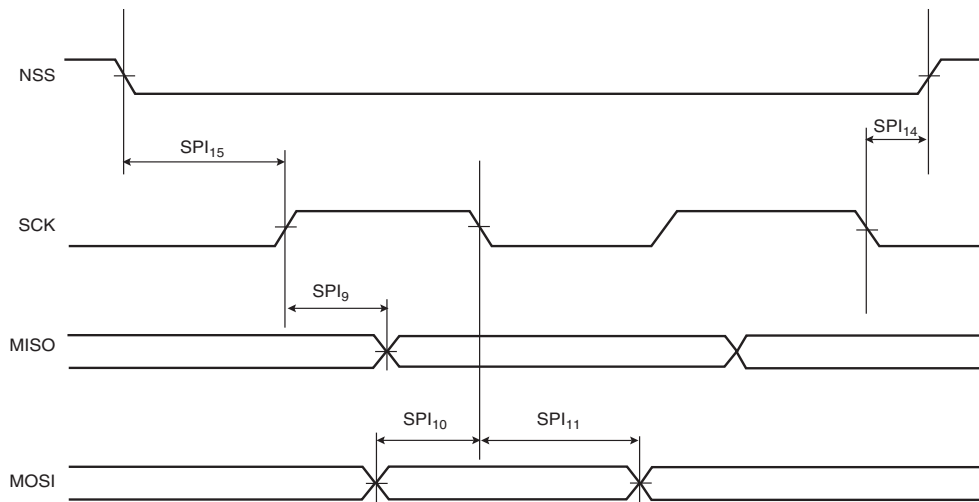 NSS
SPI₁₄
SPI₁₅
SCK
SPI₉
MISO
SPI₁₀
SPI₁₁
MOSI